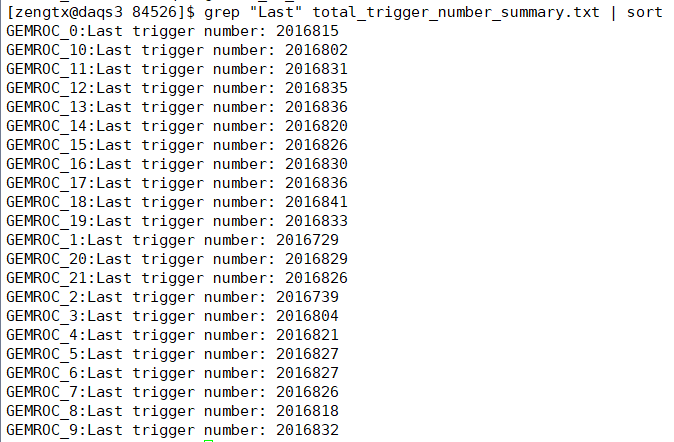 [zengtx@daqs3 84526]$ grep "Last" total_trigger_number_summary.txt | sort
GEMROC_0:Last trigger number: 2016815
GEMROC_10:Last trigger number: 2016802
GEMROC_11:Last trigger number: 2016831
GEMROC_12:Last trigger number: 2016835
GEMROC_13:Last trigger number: 2016836
GEMROC_14:Last trigger number: 2016820
GEMROC_15:Last trigger number: 2016826
GEMROC_16:Last trigger number: 2016830
GEMROC_17:Last trigger number: 2016836
GEMROC_18:Last trigger number: 2016841
GEMROC_19:Last trigger number: 2016833
GEMROC_1:Last trigger number: 2016729
GEMROC_20:Last trigger number: 2016829
GEMROC_21:Last trigger number: 2016826
GEMROC_2:Last trigger number: 2016739
GEMROC_3:Last trigger number: 2016804
GEMROC_4:Last trigger number: 2016821
GEMROC_5:Last trigger number: 2016827
GEMROC_6:Last trigger number: 2016827
GEMROC_7:Last trigger number: 2016826
GEMROC_8:Last trigger number: 2016818
GEMROC_9:Last trigger number: 2016832